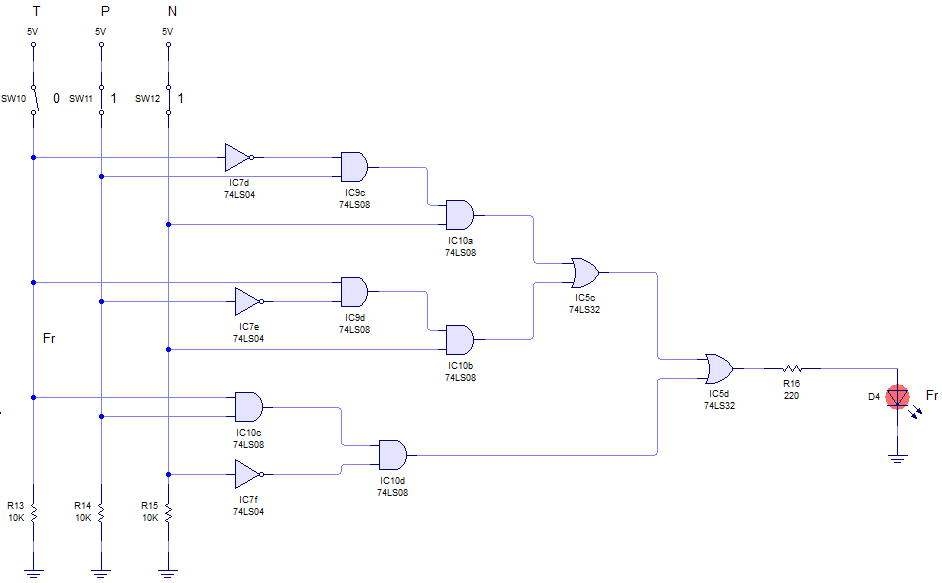 T P N
5V 5V 5V
SW10 0 SW11 1 SW12 1
IC7d
74LS04
IC9c
74LS08
IC10a
74LS08
IC5c
74LS32
IC7e
74LS04
IC9d
74LS08
IC10b
74LS08
Fr
IC5d
74LS32
R16
220
D4 Fr
IC10c
74LS08
IC10d
74LS08
IC7f
74LS04
R13
10K
R14
10K
R15
10K